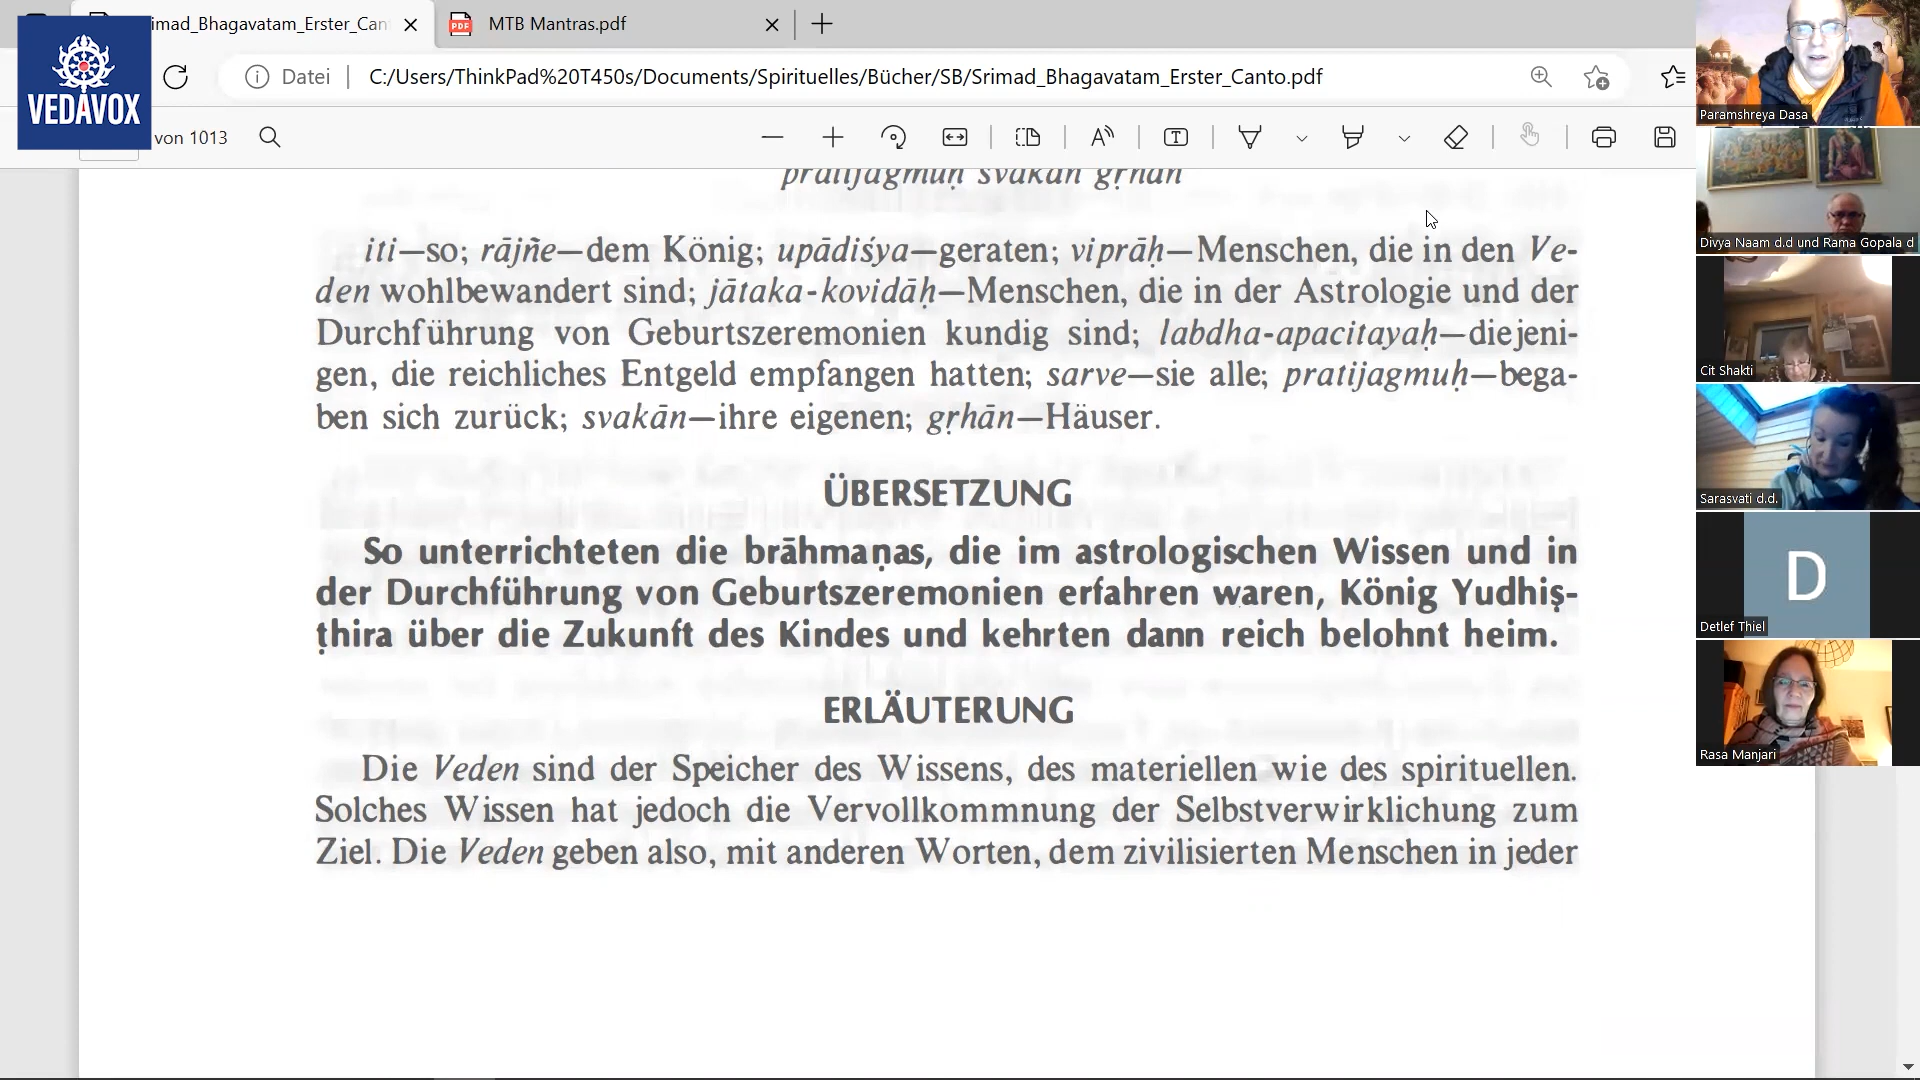 imad_Bhagavatam_Erster_Can
MTB Mantras.pdf
VEDAVOX
Datei
C:/Users/ThinkPad%20T450s/Documents/Spirituelles/Bücher/SB/Srimad_Bhagavatam_Erster_Canto.pdf
von 1013
pratijagmuḥ svakān gṛhān
iti—so; rājñe—dem König; upādiśya—geraten; viprāḥ—Menschen, die in den Ve-
den wohlbewandert sind; jātaka-kovidāḥ—Menschen, die in der Astrologie und der
Durchführung von Geburtszeremonien kundig sind; labdha-apacitayaḥ—diejeni-
gen, die reichliches Entgeld empfangen hatten; sarve—sie alle; pratijagmuḥ—bega-
ben sich zurück; svakān—ihre eigenen; gṛhān—Häuser.
ÜBERSETZUNG
So unterrichteten die brāhmaṇas, die im astrologischen Wissen und in
der Durchführung von Geburtszeremonien erfahren waren, König Yudhiṣ-
ṭhira über die Zukunft des Kindes und kehrten dann reich belohnt heim.
ERLÄUTERUNG
Die Veden sind der Speicher des Wissens, des materiellen wie des spirituellen.
Solches Wissen hat jedoch die Vervollkommnung der Selbstverwirklichung zum
Ziel. Die Veden geben also, mit anderen Worten, dem zivilisierten Menschen in jeder
Paramshreya Dasa
Divya Naam d.d und Rama Gopala d
Cit Shakti
Sarasvati d.d.
D
Detlef Thiel
Rasa Manjari